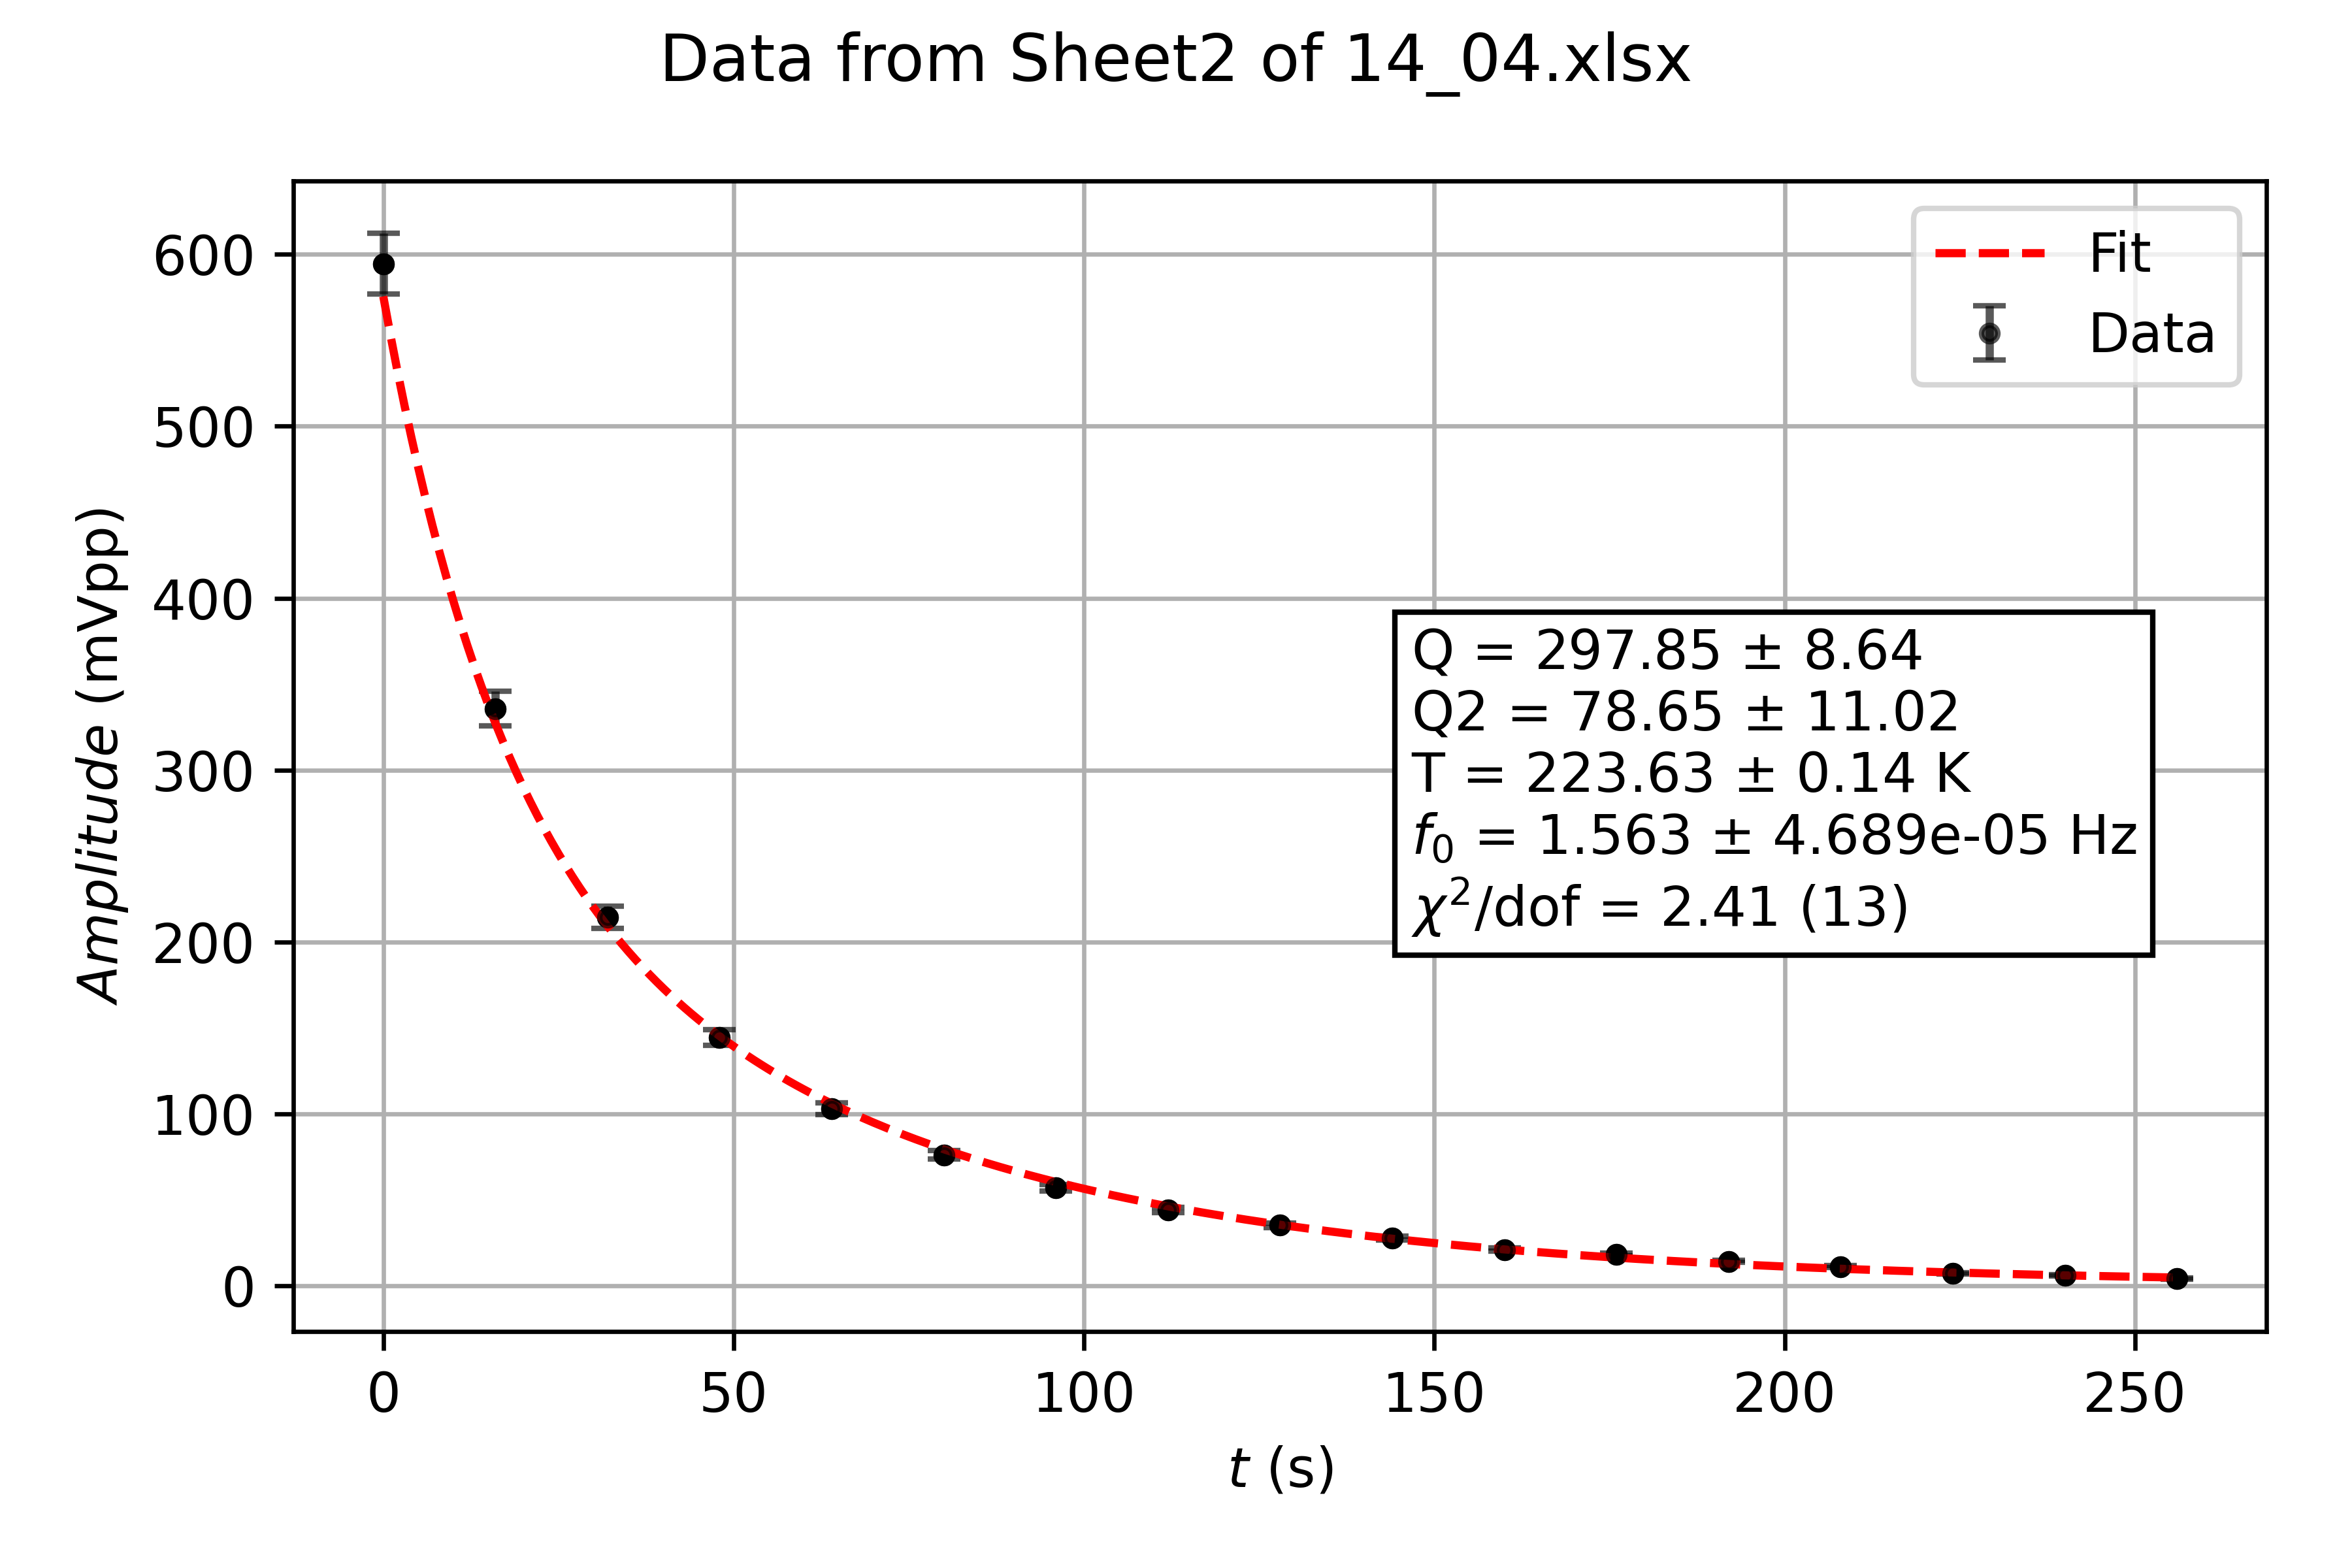 Data from Sheet2 of 14_04.xlsx
600
500
400
300
200
100
0
Amplitude (mVpp)
Fit
Data
Q = 297.85 ± 8.64
Q2 = 78.65 ± 11.02
T = 223.63 ± 0.14 K
f₀ = 1.563 ± 4.689e-05 Hz
χ²/dof = 2.41 (13)
0 50 100 150 200 250
t (s)